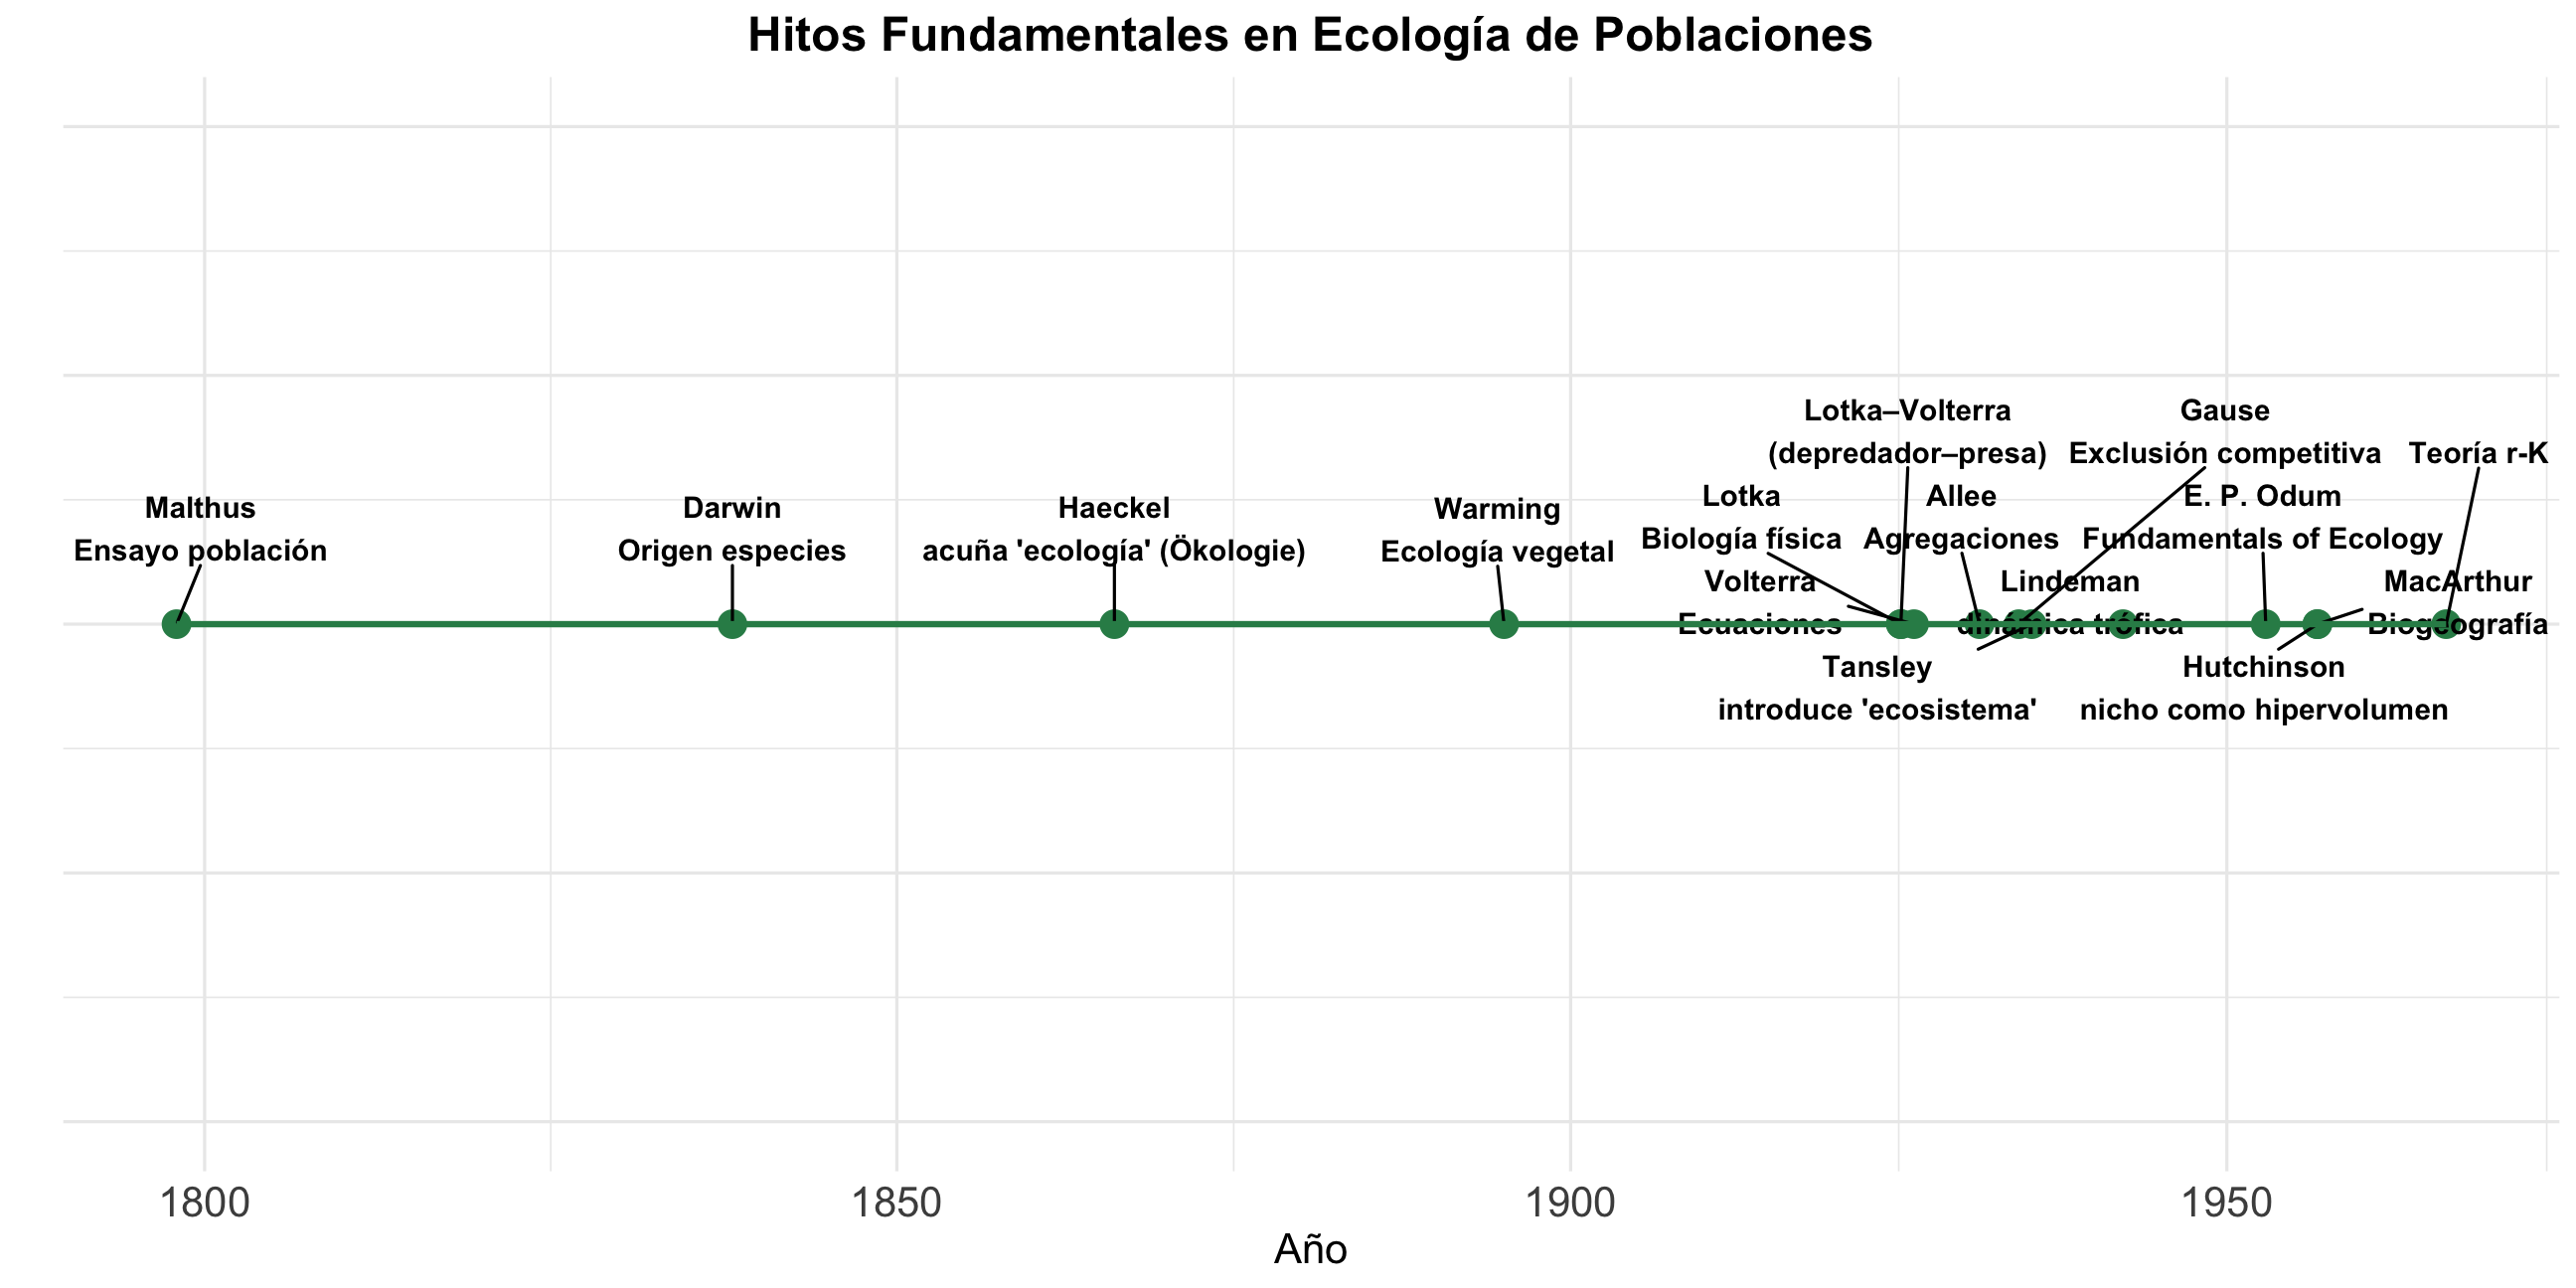 Hitos Fundamentales en Ecología de Poblaciones
Malthus
Ensayo población
Darwin
Origen especies
Haeckel
acuña 'ecología' (Ökologie)
Warming
Ecología vegetal
Lotka
Biología física
Volterra
Ecuaciones
Lotka–Volterra
(depredador–presa)
Allee
Agregaciones
Tansley
introduce 'ecosistema'
Gause
Exclusión competitiva
Lindeman
dinámica trófica
E. P. Odum
Fundamentals of Ecology
Hutchinson
nicho como hipervolumen
Teoría r-K
MacArthur
Biogeografía
1800
1850
1900
1950
Año